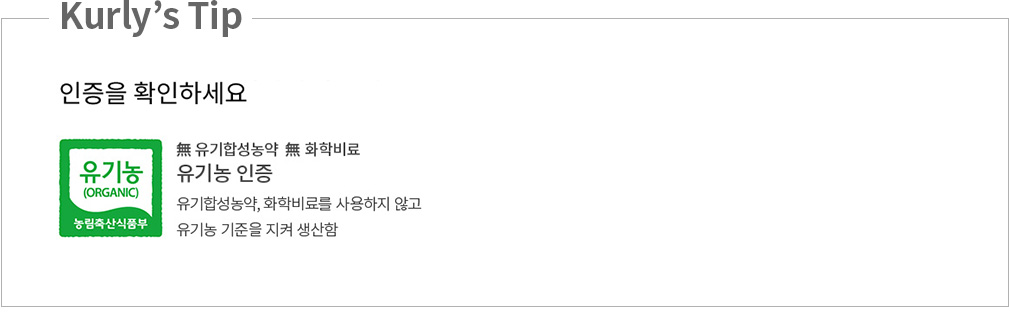 Kurly’s Tip
인증을 확인하세요
유기농
(ORGANIC)
농림축산식품부
無 유기합성농약 無 화학비료
유기농 인증
유기합성농약, 화학비료를 사용하지 않고
유기농 기준을 지켜 생산함